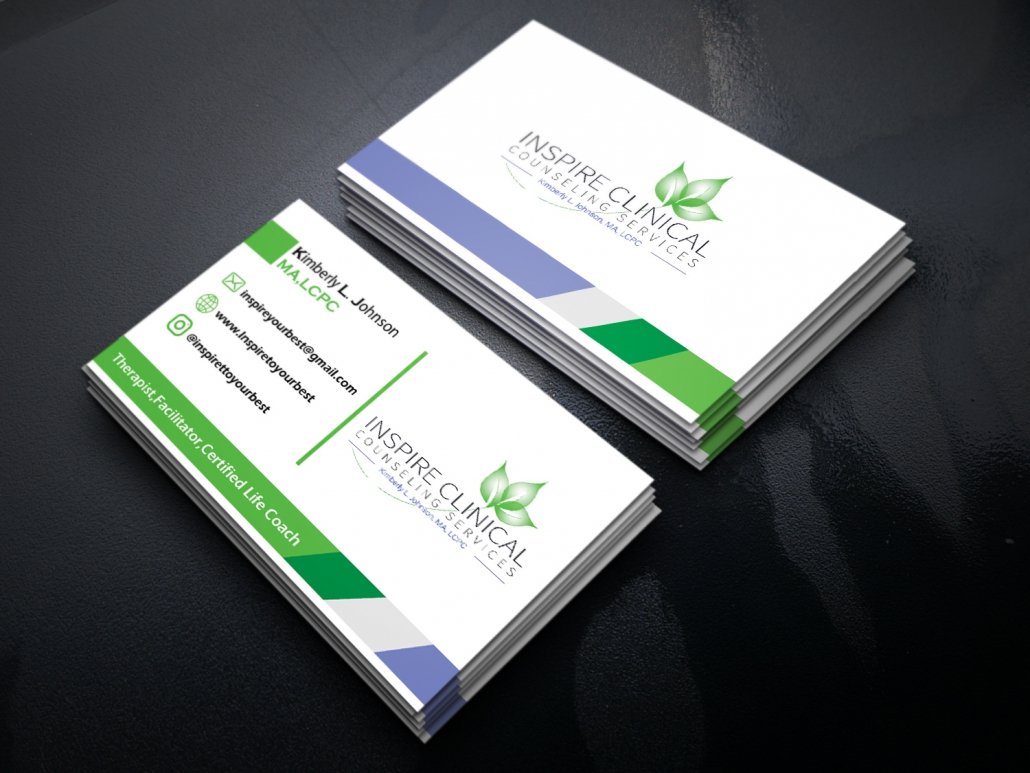 INSPIRE CLINICAL
COUNSELING SERVICES
Kimberly L. Johnson, MA, LCPC
Kimberly L. Johnson
MA,LCPC
inspireyourbest@gmail.com
www.Inspiretoyourbest
@inspirettoyourbest
Therapist,Facilitator,Certified Life Coach
INSPIRE CLINICAL
COUNSELING SERVICES
Kimberly L. Johnson, MA, LCPC